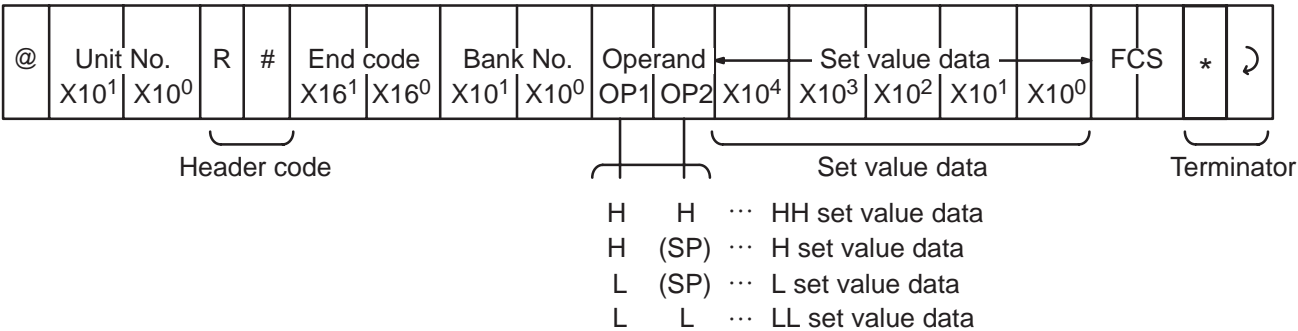 @ Unit No. R # End code Bank No. Operand Set value data FCS * ⤸
X10¹ X10⁰ X16¹ X16⁰ X10¹ X10⁰ OP1 OP2 X10⁴ X10³ X10² X10¹ X10⁰
Header code Set value data Terminator
H H ··· HH set value data
H (SP) ··· H set value data
L (SP) ··· L set value data
L L ··· LL set value data